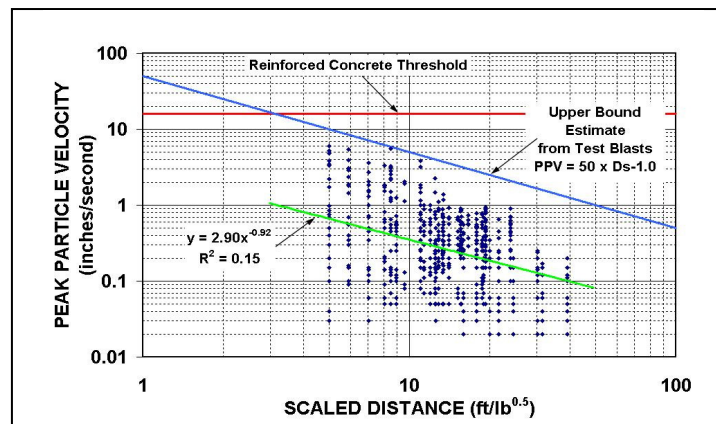 100
10
1
0.1
0.01
1
10
100
PEAK PARTICLE VELOCITY
(inches/second)
SCALED DISTANCE (ft/lb0.5)
Reinforced Concrete Threshold
Upper Bound
Estimate
from Test Blasts
PPV = 50 x Ds-1.0
y = 2.90x-0.92
R2 = 0.15